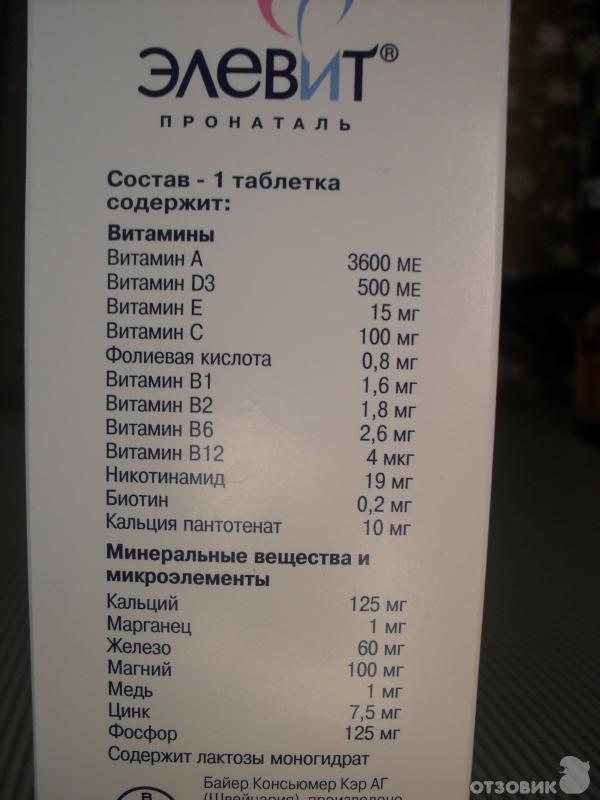 ЭЛЕВИТ®
ПРОНАТАЛЬ
Состав - 1 таблетка
содержит:
Витамины
Витамин А 3600 МЕ
Витамин D3 500 МЕ
Витамин Е 15 мг
Витамин С 100 мг
Фолиевая кислота 0,8 мг
Витамин В1 1,6 мг
Витамин В2 1,8 мг
Витамин В6 2,6 мг
Витамин В12 4 мкг
Никотинамид 19 мг
Биотин 0,2 мг
Кальция пантотенат 10 мг
Минеральные вещества и
микроэлементы
Кальций 125 мг
Марганец 1 мг
Железо 60 мг
Магний 100 мг
Медь 1 мг
Цинк 7,5 мг
Фосфор 125 мг
Содержит лактозы моногидрат
Байер Консьюмер Кэр АГ
(Швейцария), произведено
B
ОТЗОВИК